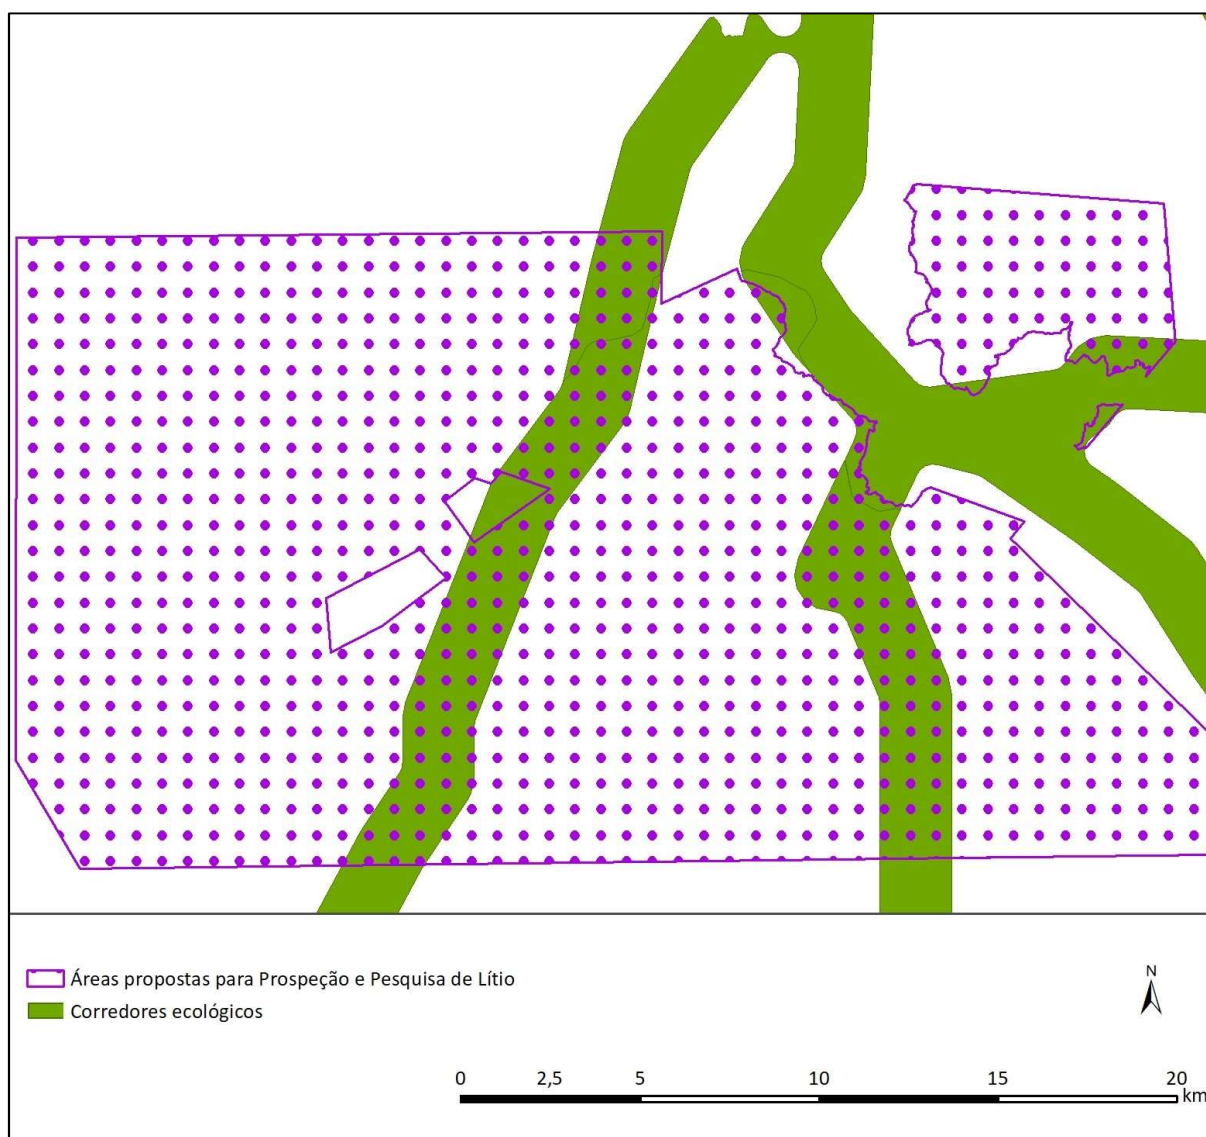 Áreas propostas para Prospeção e Pesquisa de Lítio
Corredores ecológicos
N
0 2,5 5 10 15 20
km